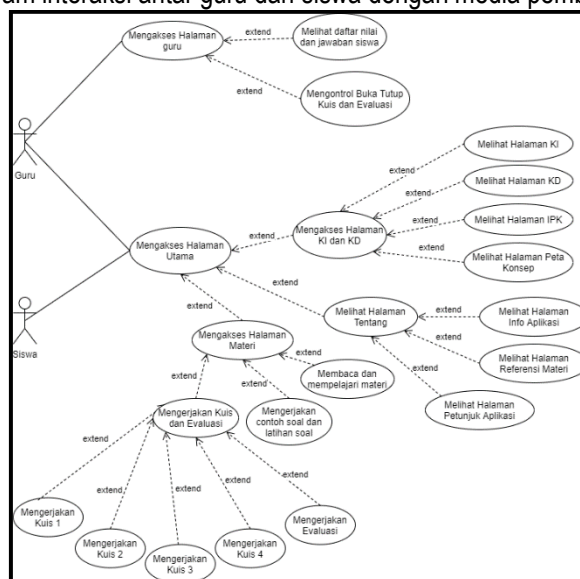 am interaksi antar guru dan siswa dengan media pemb
Mengakses Halaman
guru
extend
Melihat daftar nilai
dan jawaban siswa
extend
Mengontrol Buka Tutup
Kuis dan Evaluasi
Guru
Melihat Halaman KI
extend
Melihat Halaman KD
extend
Mengakses Halaman
Utama
extend
Mengakses Halaman
KI dan KD
extend
Melihat Halaman IPK
extend
Melihat Halaman Peta
Konsep
extend
extend
Siswa
Mengakses Halaman
Materi
Melihat Halaman
Tentang
extend
Melihat Halaman
Info Aplikasi
extend
Melihat Halaman
Referensi Materi
extend
Melihat Halaman
Petunjuk Aplikasi
extend
Membaca dan
mempelajari materi
extend
extend
Mengerjakan Kuis
dan Evaluasi
Mengerjakan
contoh soal dan
latihan soal
extend
extend
extend
extend
extend
Mengerjakan
Kuis 1
Mengerjakan
Kuis 2
Mengerjakan
Kuis 3
Mengerjakan
Kuis 4
Mengerjakan
Evaluasi